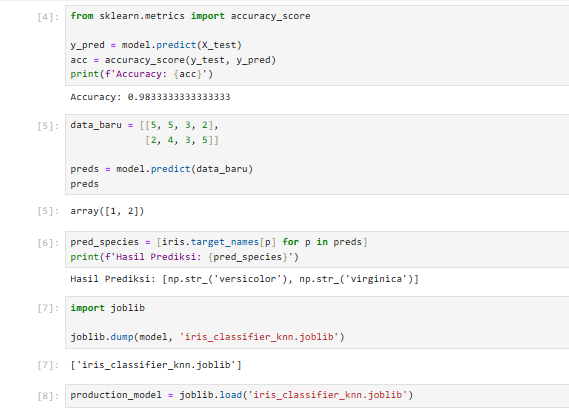 [4]: from sklearn.metrics import accuracy_score
y_pred = model.predict(X_test)
acc = accuracy_score(y_test, y_pred)
print(f'Accuracy: {acc}')
Accuracy: 0.9833333333333333
[5]: data_baru = [[5, 5, 3, 2],
[2, 4, 3, 5]]
preds = model.predict(data_baru)
preds
[5]: array([1, 2])
[6]: pred_species = [iris.target_names[p] for p in preds]
print(f'Hasil Prediksi: {pred_species}')
Hasil Prediksi: [np.str_('versicolor'), np.str_('virginica')]
[7]: import joblib
joblib.dump(model, 'iris_classifier_knn.joblib')
[7]: ['iris_classifier_knn.joblib']
[8]: production_model = joblib.load('iris_classifier_knn.joblib')